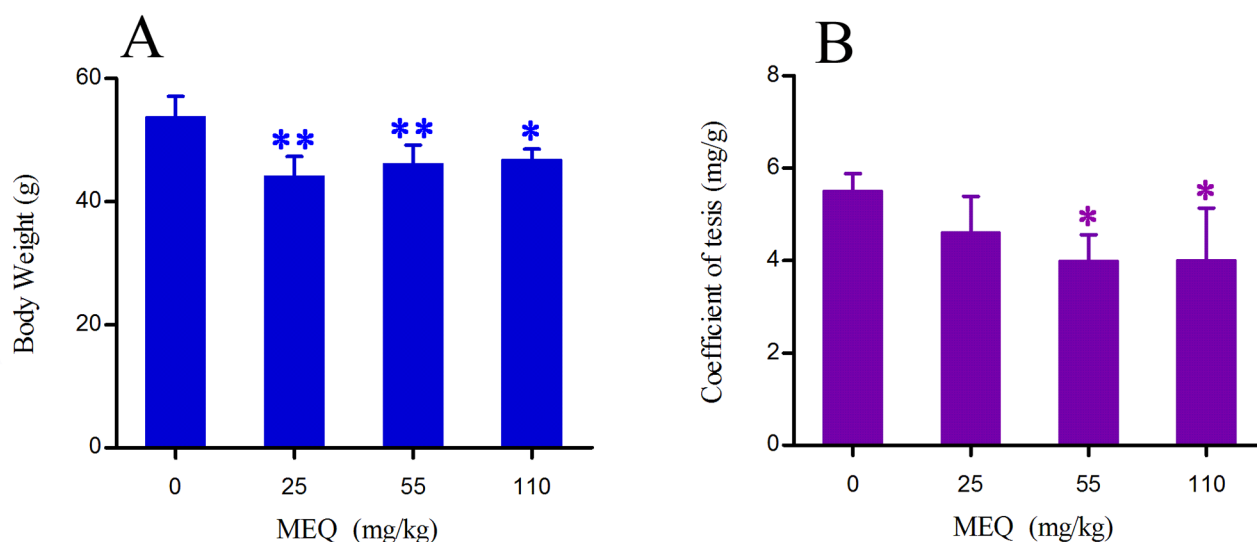 A
Body Weight (g)
60
40
20
0
** ** *
0 25 55 110
MEQ (mg/kg)
B
Coefficient of tesis (mg/g)
8
6
4
2
0
* *
0 25 55 110
MEQ (mg/kg)